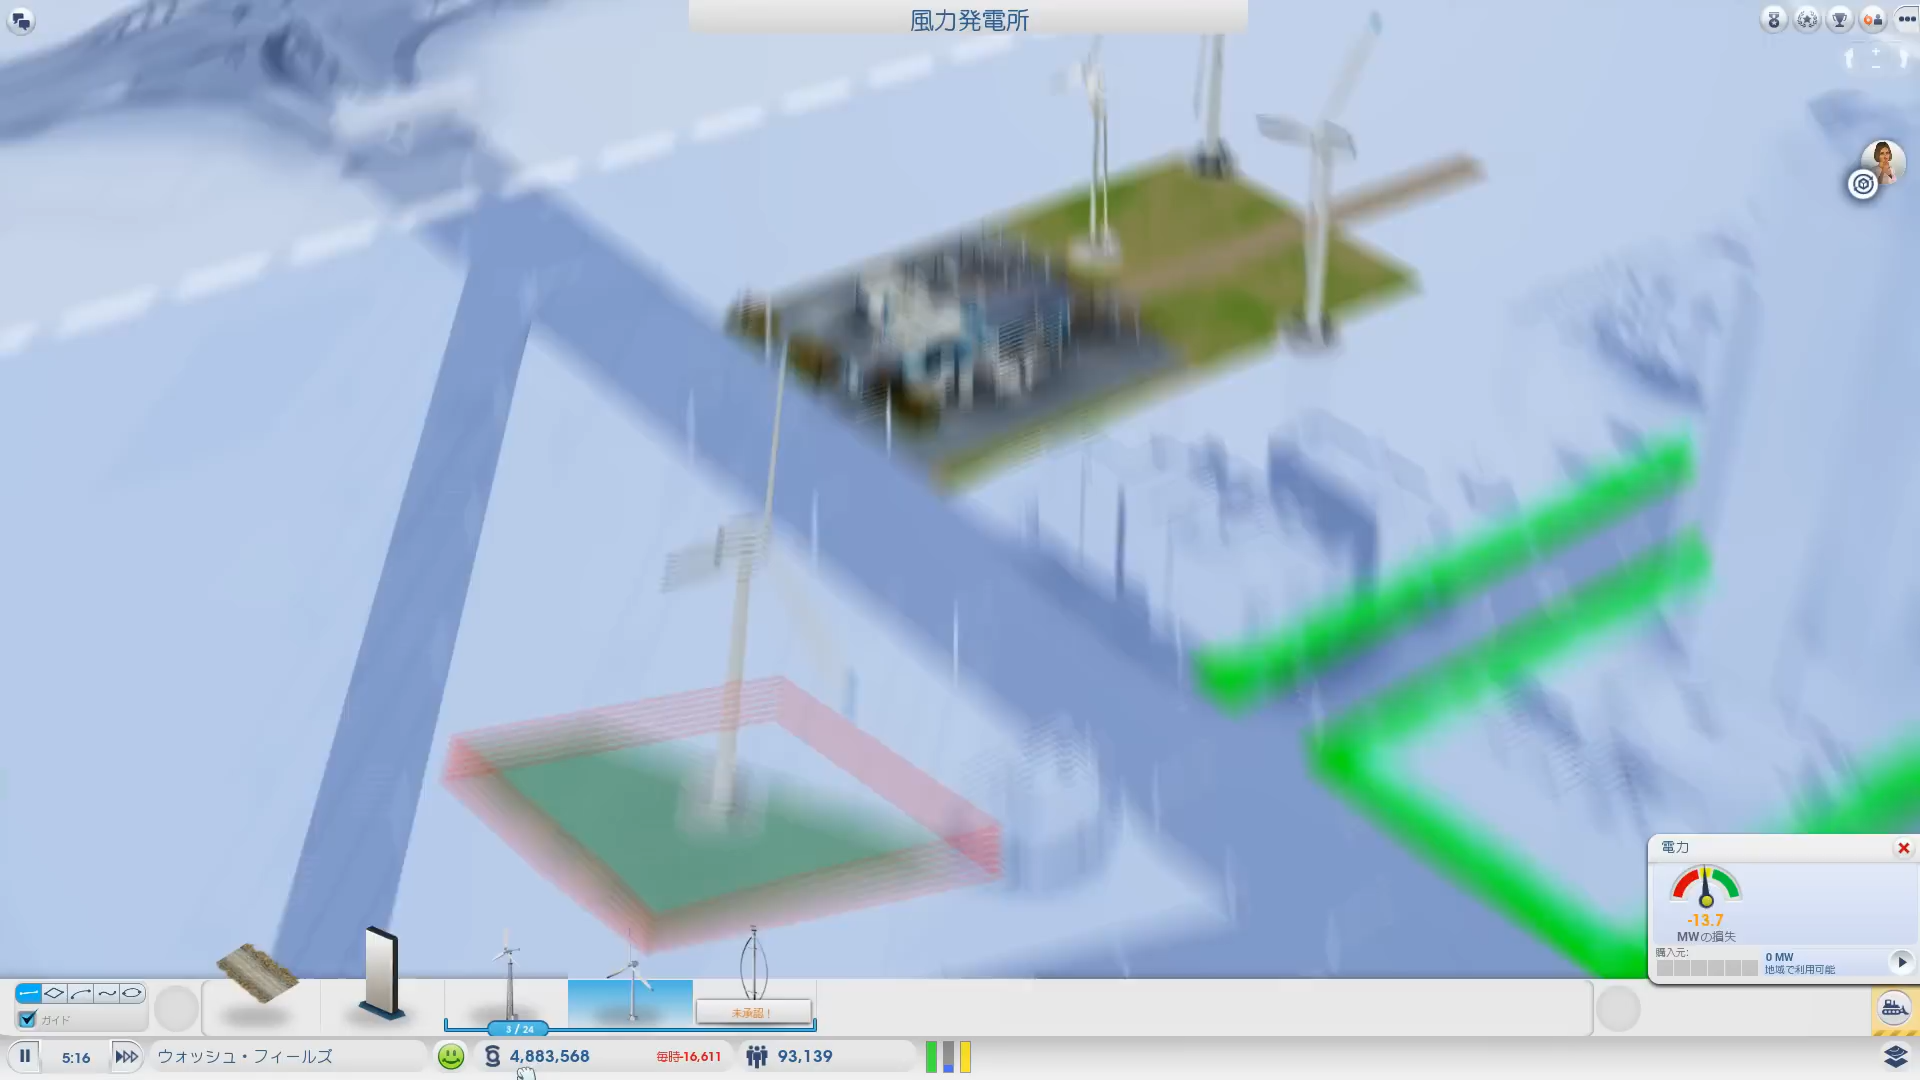 風力発電所
電力
-13.7
MWの損失
購入元:
0 MW
地域で利用可能
ガイド
3 / 24
未承認！
5:16
ウォッシュ・フィールズ
4,883,568
毎時-16,611
93,139